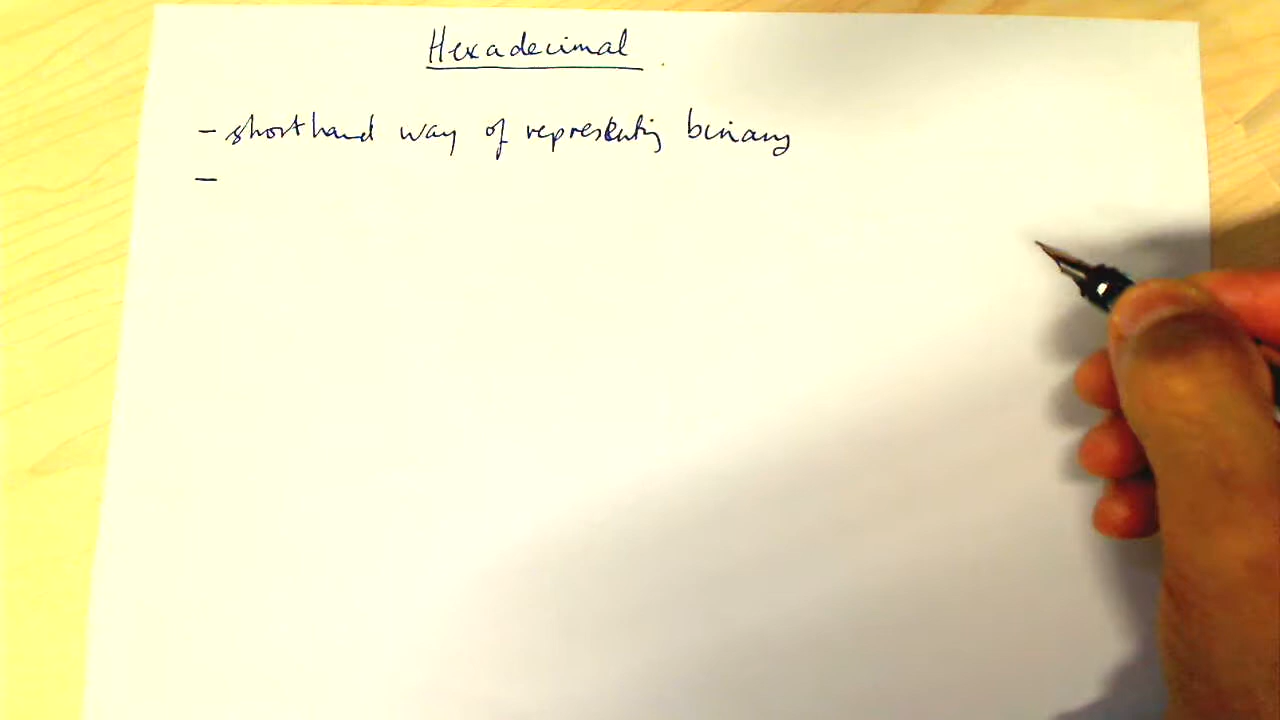 Hexadecimal
- shorthand way of representing binary
-